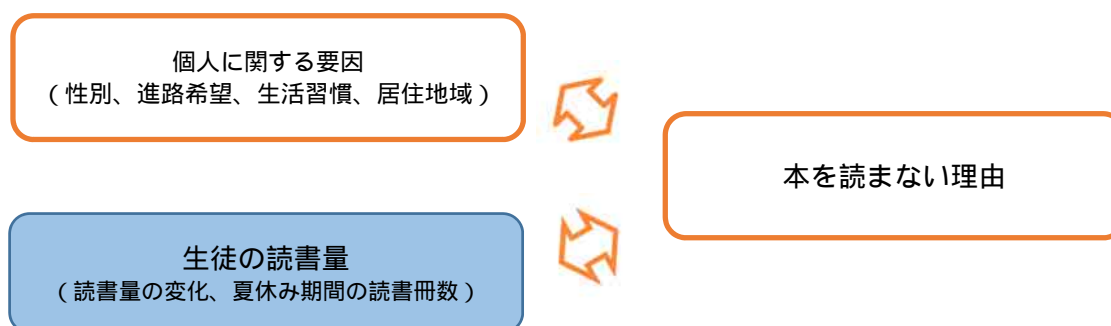 個人に関する要因
(性別、進路希望、生活習慣、居住地域)
本を読まない理由
生徒の読書量
(読書量の変化、夏休み期間の読書冊数)